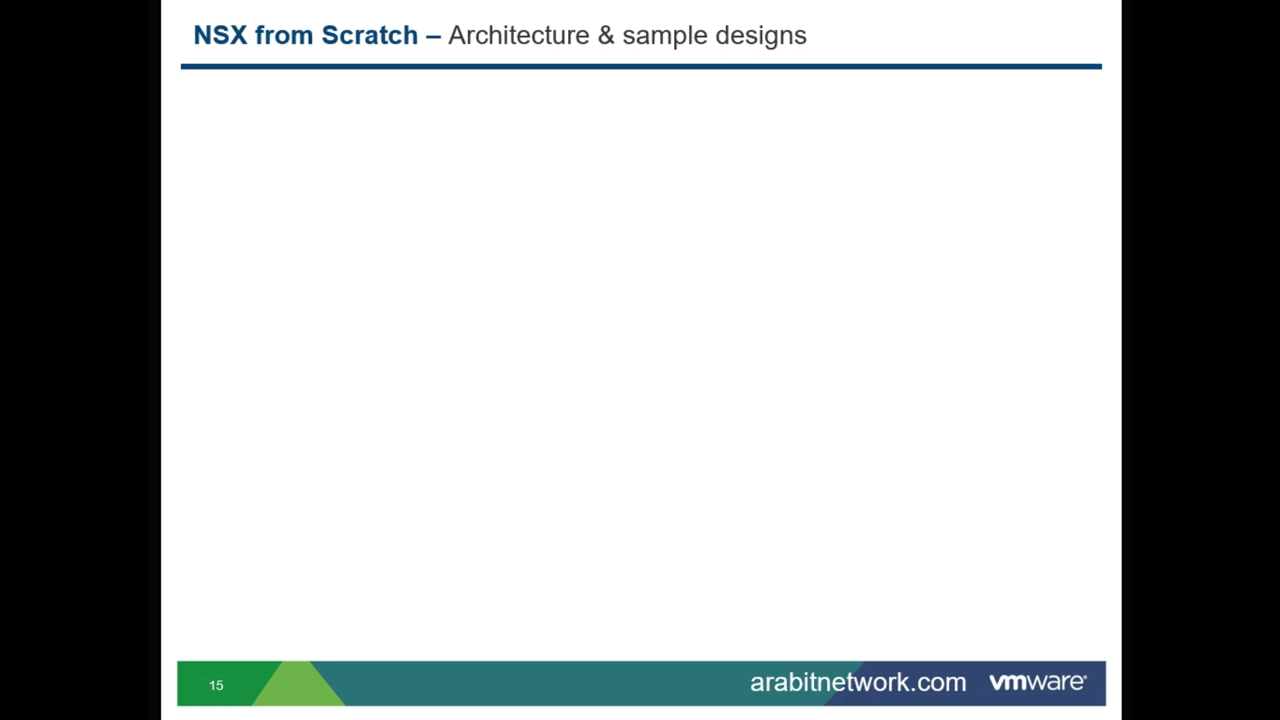 NSX from Scratch – Architecture & sample designs
15
arabitnetwork.com
vmware®